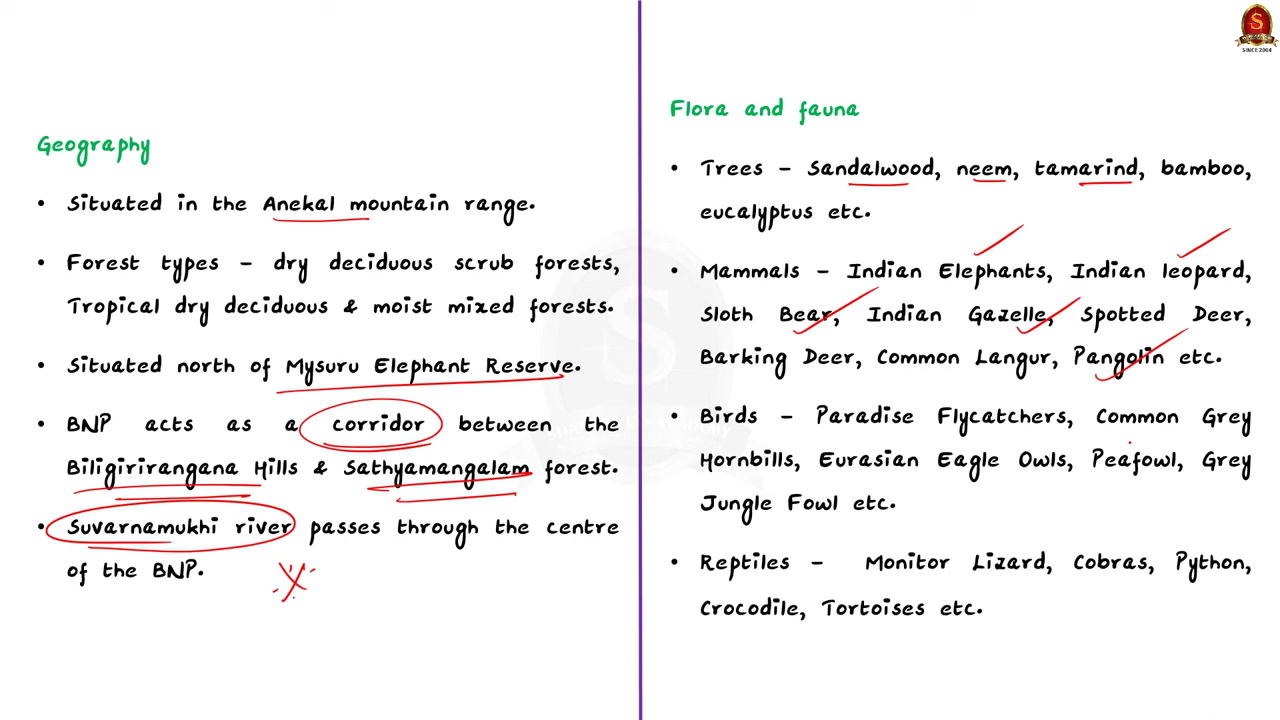 Geography
• Situated in the Anekal mountain range.
• Forest types - dry deciduous scrub forests,
Tropical dry deciduous & moist mixed forests.
• Situated north of Mysuru Elephant Reserve.
• BNP acts as a corridor between the
Biligirirangana Hills & Sathyamangalam forest.
• Suvarnamukhi river passes through the centre
of the BNP.
Flora and fauna
• Trees - Sandalwood, neem, tamarind, bamboo,
eucalyptus etc.
• Mammals - Indian Elephants, Indian leopard,
Sloth Bear, Indian Gazelle, Spotted Deer,
Barking Deer, Common Langur, Pangolin etc.
• Birds - Paradise Flycatchers, Common Grey
Hornbills, Eurasian Eagle Owls, Peafowl, Grey
Jungle Fowl etc.
• Reptiles - Monitor Lizard, Cobras, Python,
Crocodile, Tortoises etc.
S
SINCE 2004